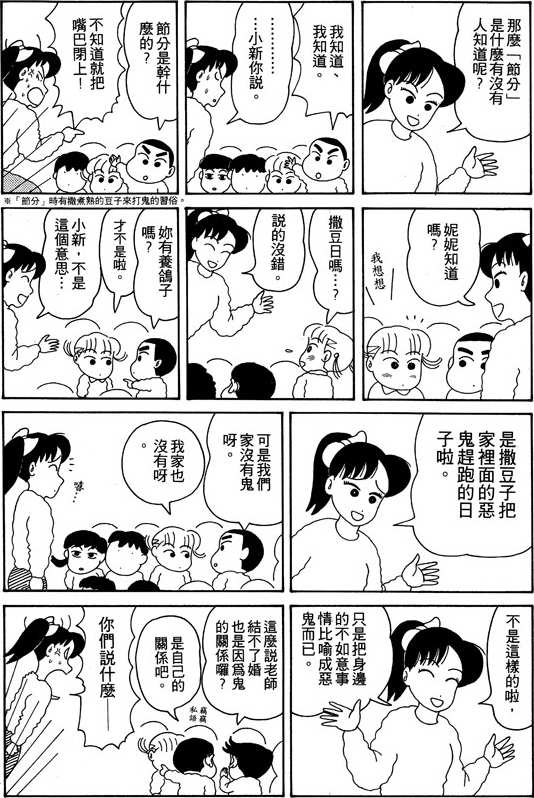 那麼「節分」
是什麼有沒有
人知道呢？
我知道、
我知道。
……小新你說。
節分是幹什
麼的？
不知道就把
嘴巴閉上！
※「節分」時有撒煮熟的豆子來打鬼的習俗。
妮妮知道
嗎？
我想想
撒豆日嗎…？
說的沒錯。
妳有養鴿子
嗎？
才不是啦。
小新，不是
這個意思…
是撒豆子把
家裡面的惡
鬼趕跑的日
子啦。
可是我們
家沒有鬼
呀。
我家也
沒有呀
。
不是這樣的啦，
只是把身邊
的不如意事
情比喻成惡
鬼而已。
這麼說老師
結不了婚
也是因為鬼
的關係囉？
是自己的
關係吧。
竊竊
私語
你們說什麼——